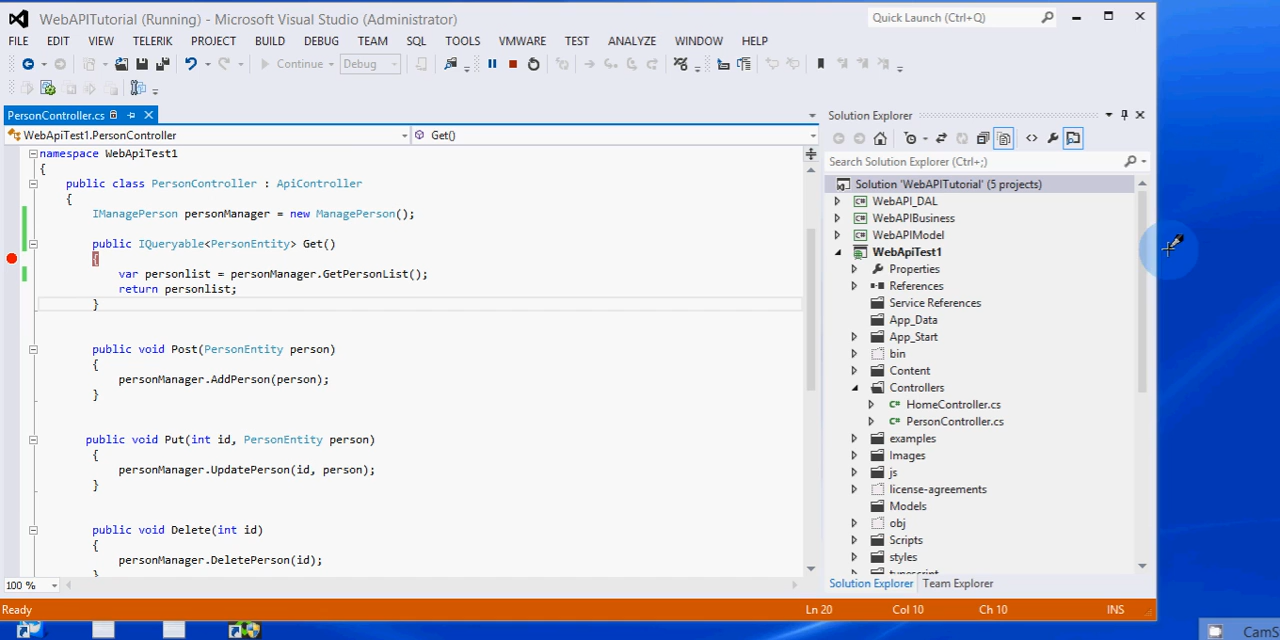 WebAPITutorial (Running) - Microsoft Visual Studio (Administrator)
Quick Launch (Ctrl+Q)
FILE EDIT VIEW TELERIK PROJECT BUILD DEBUG TEAM SQL TOOLS VMWARE TEST ANALYZE WINDOW HELP
Continue Debug
PersonController.cs
WebApiTest1.PersonController
Get()
namespace WebApiTest1
{
public class PersonController : ApiController
{
IManagePerson personManager = new ManagePerson();
public IQueryable<PersonEntity> Get()
{
var personlist = personManager.GetPersonList();
return personlist;
}
public void Post(PersonEntity person)
{
personManager.AddPerson(person);
}
public void Put(int id, PersonEntity person)
{
personManager.UpdatePerson(id, person);
}
public void Delete(int id)
{
personManager.DeletePerson(id);
}
100 %
Solution Explorer
Search Solution Explorer (Ctrl+;)
Solution 'WebAPITutorial' (5 projects)
WebAPI_DAL
WebAPIBusiness
WebAPIModel
WebApiTest1
Properties
References
Service References
App_Data
App_Start
bin
Content
Controllers
HomeController.cs
PersonController.cs
examples
Images
js
license-agreements
Models
obj
Scripts
styles
typescript
Solution Explorer Team Explorer
Ready
Ln 20 Col 10 Ch 10 INS
CamS